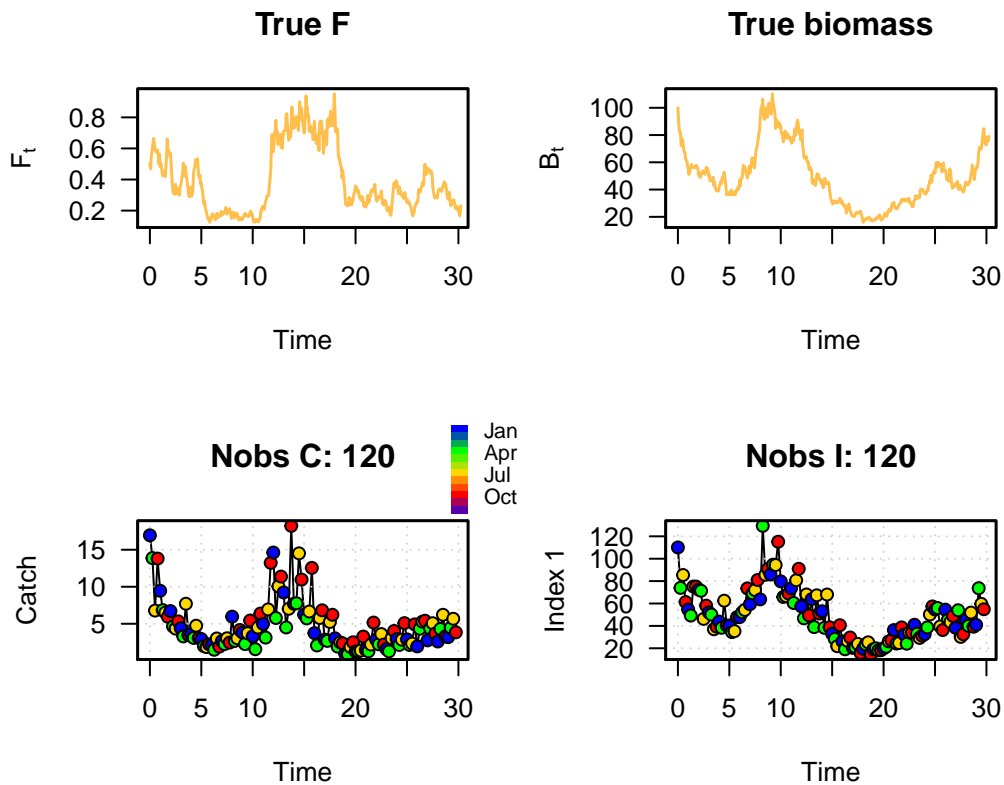 True F
F_t
0.8
0.6
0.4
0.2
0 5 10 20 30
Time
True biomass
B_t
100
80
60
40
20
0 5 10 20 30
Time
Nobs C: 120
Jan
Apr
Jul
Oct
Catch
15
10
5
0 5 10 20 30
Time
Nobs I: 120
Index 1
120
100
80
60
40
20
0 5 10 20 30
Time